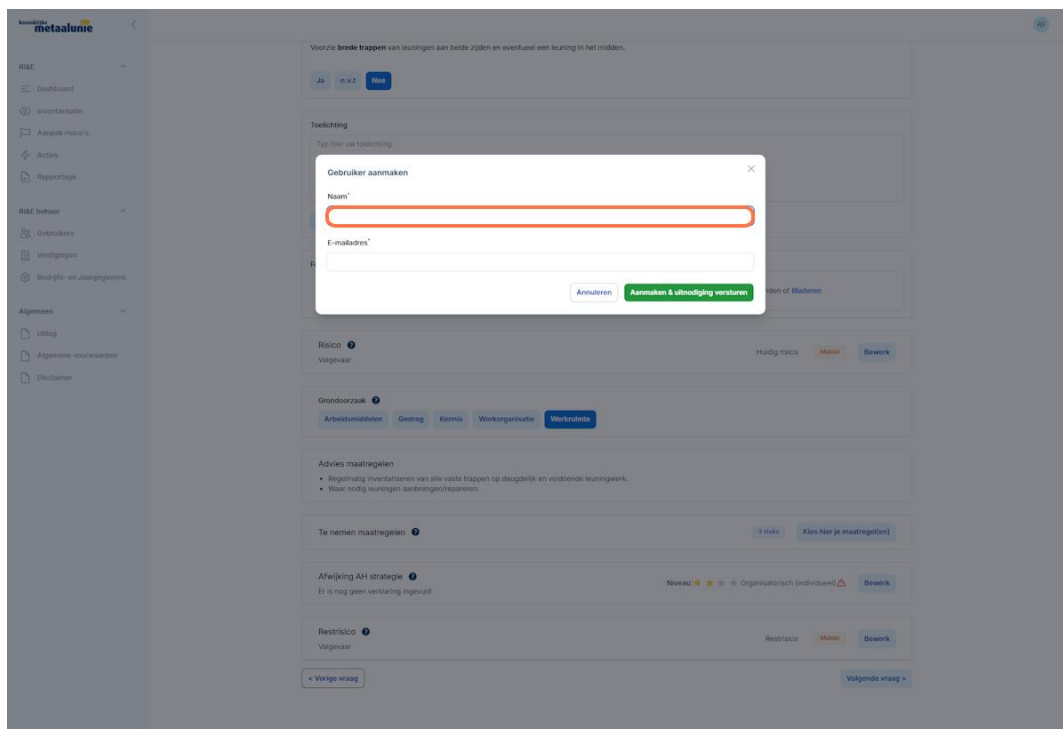 koninklijke
metaalunie
RF
RI&E
Dashboard
Inventarisatie
Aanpak risico's
Acties
Rapportage
RI&E beheer
Gebruikers
Vestigingen
Bedrijfs- en Jaargegevens
Algemeen
Uitleg
Algemene voorwaarden
Disclaimer
Voorzie brede trappen van leuningen aan beide zijden en eventueel een leuning in het midden.
Ja n.v.t Nee
Toelichting
Typ hier uw toelichting
Gebruiker aanmaken
Naam*
E-mailadres*
Annuleren Aanmaken & uitnodiging versturen
of Bladeren
Risico
Valgevaar
Huidig risico Middel Bewerk
Grondoorzaak
Arbeidsmiddelen Gedrag Kennis Werkorganisatie Werkruimte
Advies maatregelen
• Regelmatig inventariseren van alle vaste trappen op deugdelijk en voldoende leuningwerk.
• Waar nodig leuningen aanbrengen/repareren.
Te nemen maatregelen 3 stuks Kies hier je maatregel(en)
Afwijking AH strategie
Er is nog geen verklaring ingevuld.
Niveau: Organisatorisch (individueel) Bewerk
Restrisico
Valgevaar
Restrisico Middel Bewerk
< Vorige vraag Volgende vraag >